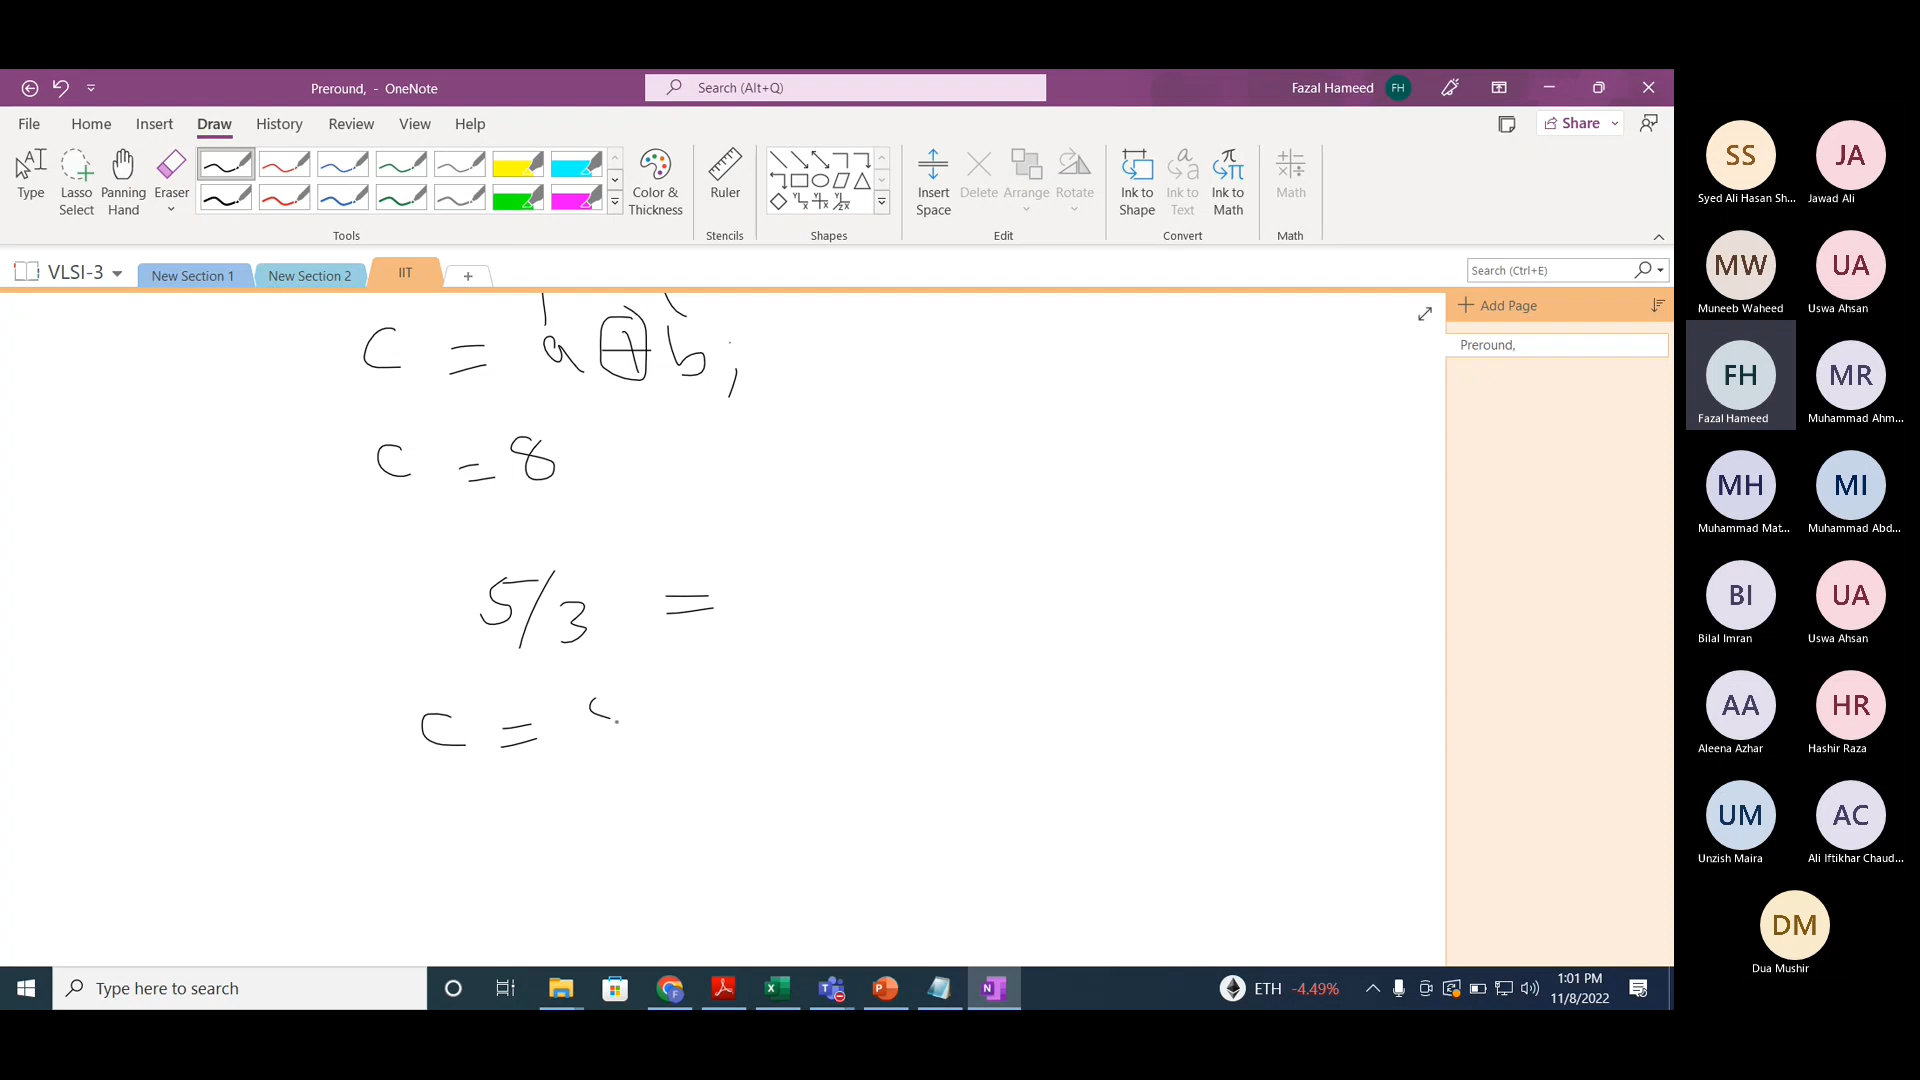 Preround, - OneNote
Search (Alt+Q)
Fazal Hameed FH
File Home Insert Draw History Review View Help
Share
Type
Lasso Select
Panning Hand
Eraser
Color & Thickness
Ruler
Insert Space
Delete
Arrange
Rotate
Ink to Shape
Ink to Text
Ink to Math
Math
Tools Stencils Shapes Edit Convert Math
VLSI-3 New Section 1 New Section 2 IIT +
Search (Ctrl+E)
Add Page
Preround,
c = a + b;
c = 8
5/3 =
c =
SS JA
Syed Ali Hasan Sh... Jawad Ali
MW UA
Muneeb Waheed Uswa Ahsan
FH MR
Fazal Hameed Muhammad Ahm...
MH MI
Muhammad Mat... Muhammad Abd...
BI UA
Bilal Imran Uswa Ahsan
AA HR
Aleena Azhar Hashir Raza
UM AC
Unzish Maira Ali Iftikhar Chaud...
DM
Dua Mushir
Type here to search
ETH -4.49%
1:01 PM
11/8/2022